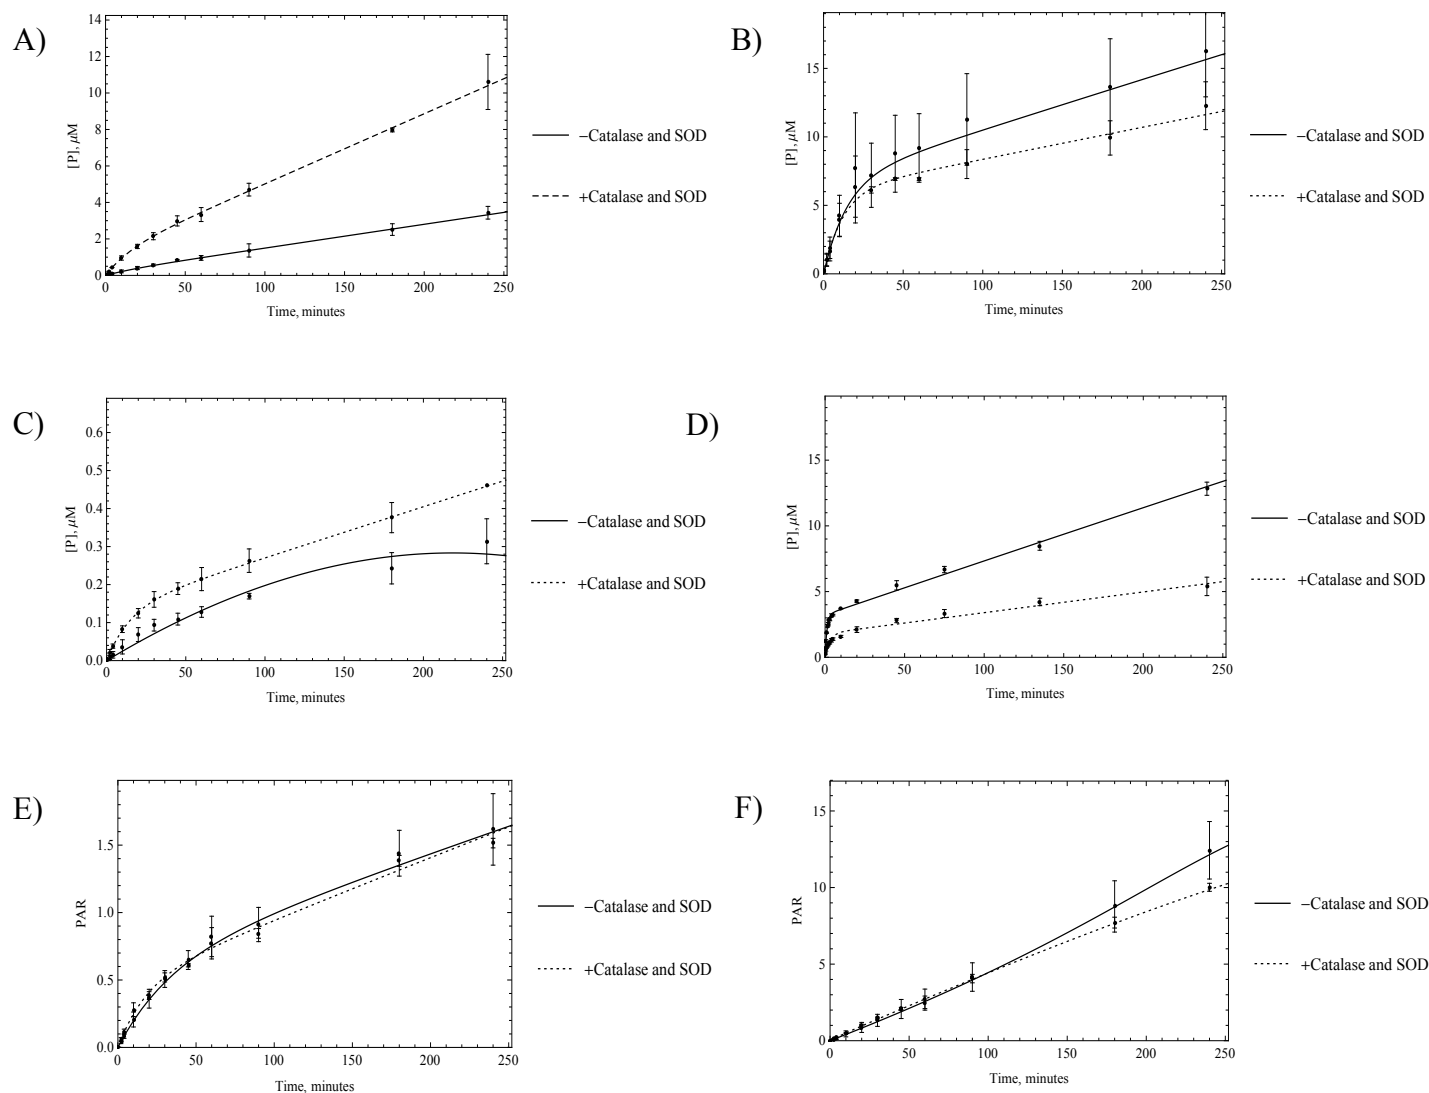 A)
[P], μM
14
12
10
8
6
4
2
0
0 50 100 150 200 250
Time, minutes
−Catalase and SOD
+Catalase and SOD
B)
[P], μM
15
10
5
0
0 50 100 150 200 250
Time, minutes
−Catalase and SOD
+Catalase and SOD
C)
[P], μM
0.6
0.5
0.4
0.3
0.2
0.1
0.0
0 50 100 150 200 250
Time, minutes
−Catalase and SOD
+Catalase and SOD
D)
[P], μM
15
10
5
0
0 50 100 150 200 250
Time, minutes
−Catalase and SOD
+Catalase and SOD
E)
PAR
1.5
1.0
0.5
0.0
0 50 100 150 200 250
Time, minutes
−Catalase and SOD
+Catalase and SOD
F)
PAR
15
10
5
0
0 50 100 150 200 250
Time, minutes
−Catalase and SOD
+Catalase and SOD